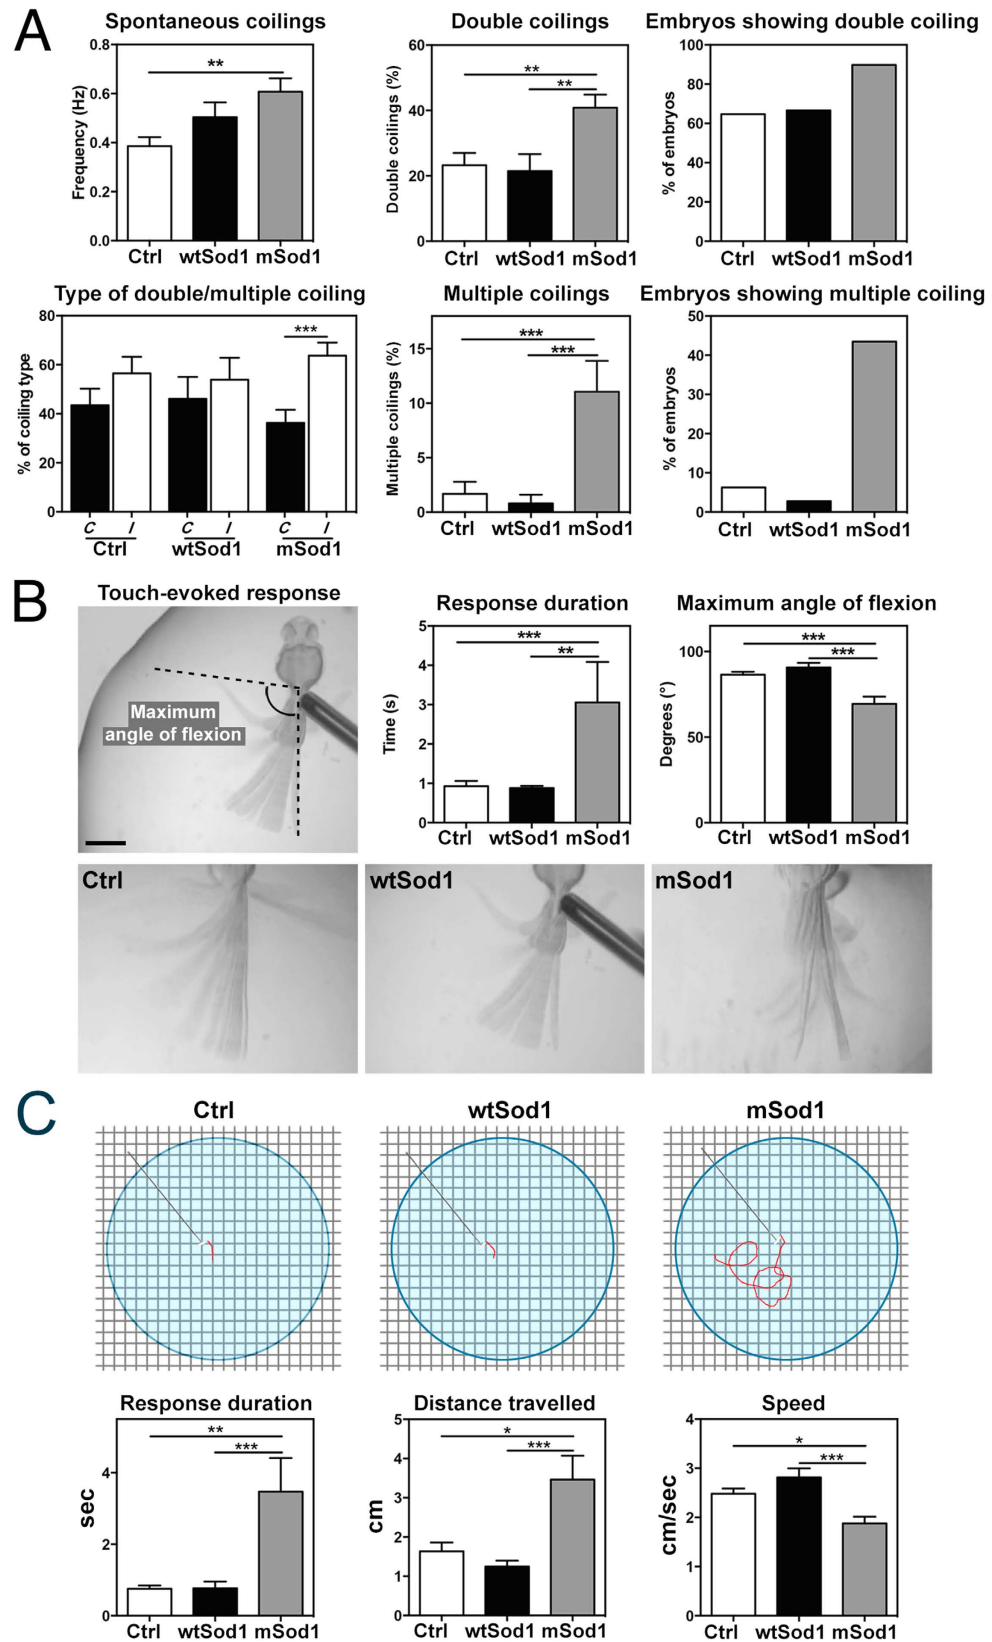 A
Spontaneous coilings
Double coilings
Embryos showing double coiling
0.8
0.6
0.4
0.2
0.0
Frequency (Hz)
**
Ctrl wtSod1 mSod1
60
40
20
0
Double coilings (%)
**
**
Ctrl wtSod1 mSod1
100
80
60
40
20
0
% of embryos
Ctrl wtSod1 mSod1
Type of double/multiple coiling
Multiple coilings
Embryos showing multiple coiling
80
60
40
20
0
% of coiling type
***
C I C I C I
Ctrl wtSod1 mSod1
15
10
5
0
Multiple coilings (%)
***
***
Ctrl wtSod1 mSod1
50
40
30
20
10
0
% of embryos
Ctrl wtSod1 mSod1
B
Touch-evoked response
Maximum
angle of flexion
Response duration
5
4
3
2
1
0
Time (s)
***
**
Ctrl wtSod1 mSod1
Maximum angle of flexion
100
50
0
Degrees (°)
***
***
Ctrl wtSod1 mSod1
Ctrl
wtSod1
mSod1
C
Ctrl
wtSod1
mSod1
Response duration
4
2
0
sec
**
***
Ctrl wtSod1 mSod1
Distance travelled
5
4
3
2
1
0
cm
*
***
Ctrl wtSod1 mSod1
Speed
4
3
2
1
0
cm/sec
*
***
Ctrl wtSod1 mSod1